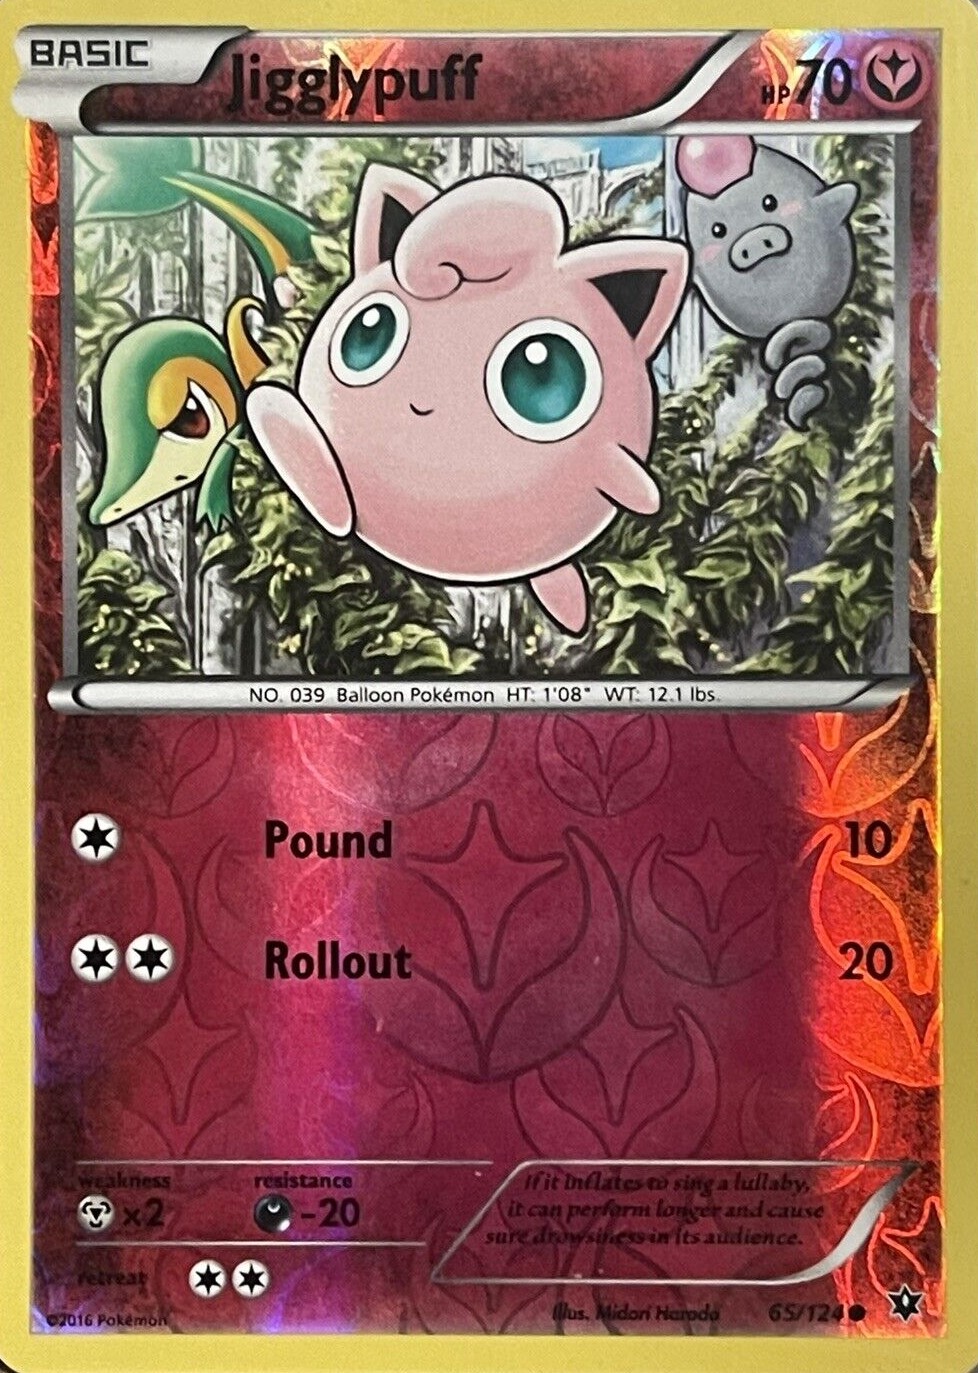 BASIC
Jigglypuff
HP 70
NO. 039 Balloon Pokémon HT: 1'08" WT: 12.1 lbs.
Pound 10
Rollout 20
weakness
×2
resistance
-20
If it inflates to sing a lullaby,
it can perform longer and cause
sure drowsiness in its audience.
retreat
©2016 Pokémon
Illus. Midori Harada
65/124